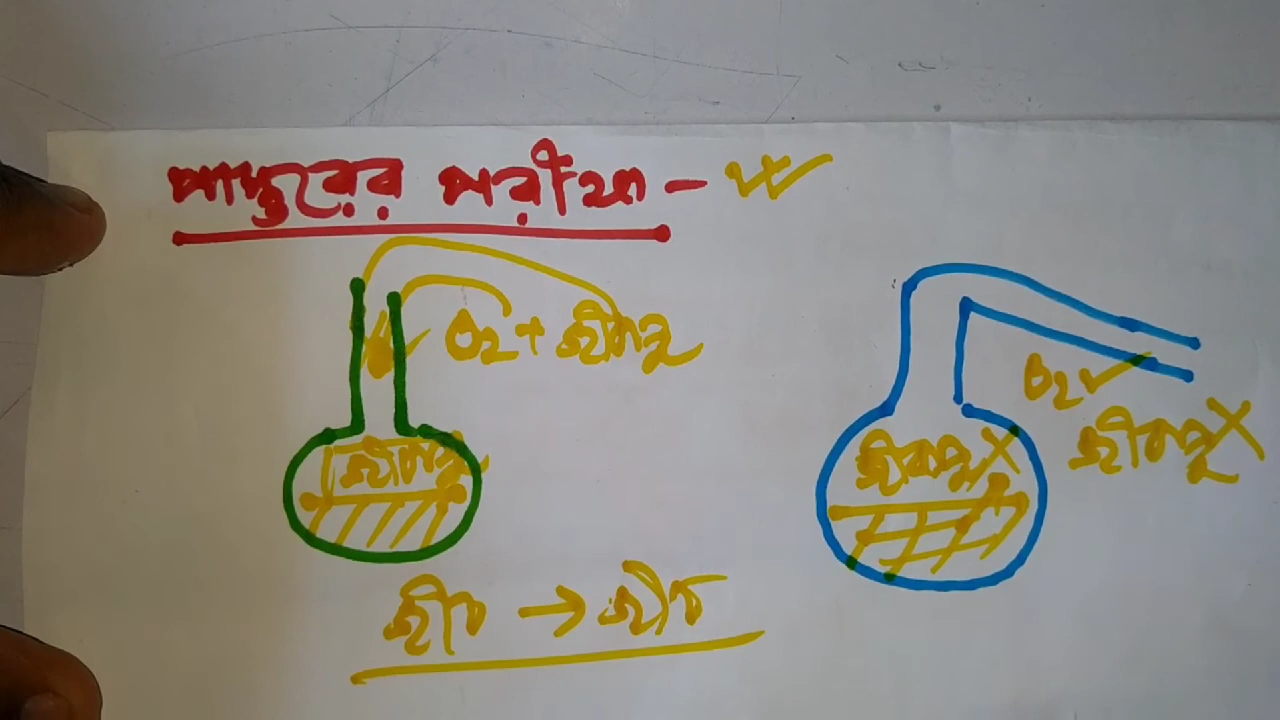 পাস্তুরের পরীক্ষা -
O₂ + জীবাণু
O₂
জীবাণু
জীবাণু
জীবাণু
জীব → জীব